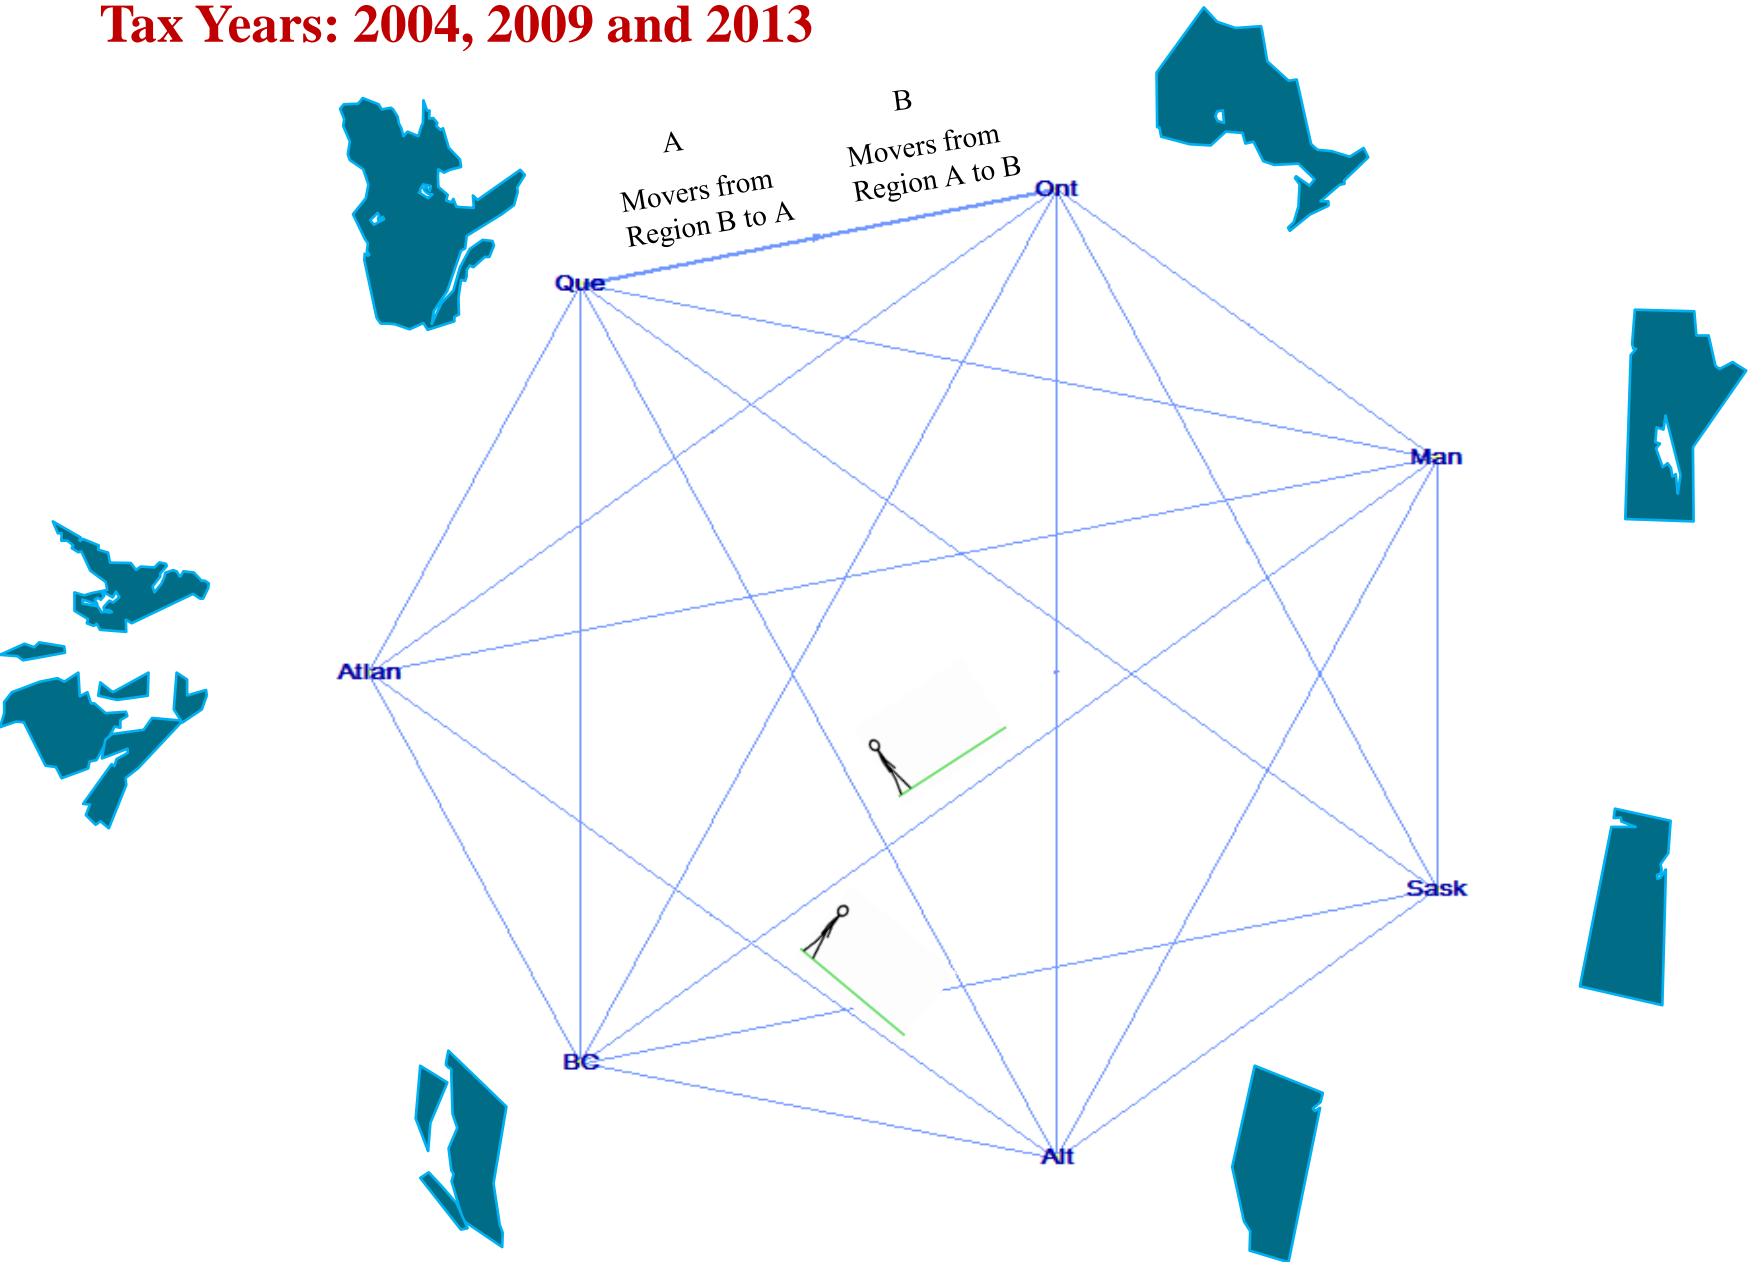 Tax Years: 2004, 2009 and 2013
A
Movers from
Region B to A
B
Movers from
Region A to B
Ont
Que
Man
Atlan
Sask
BC
Alt